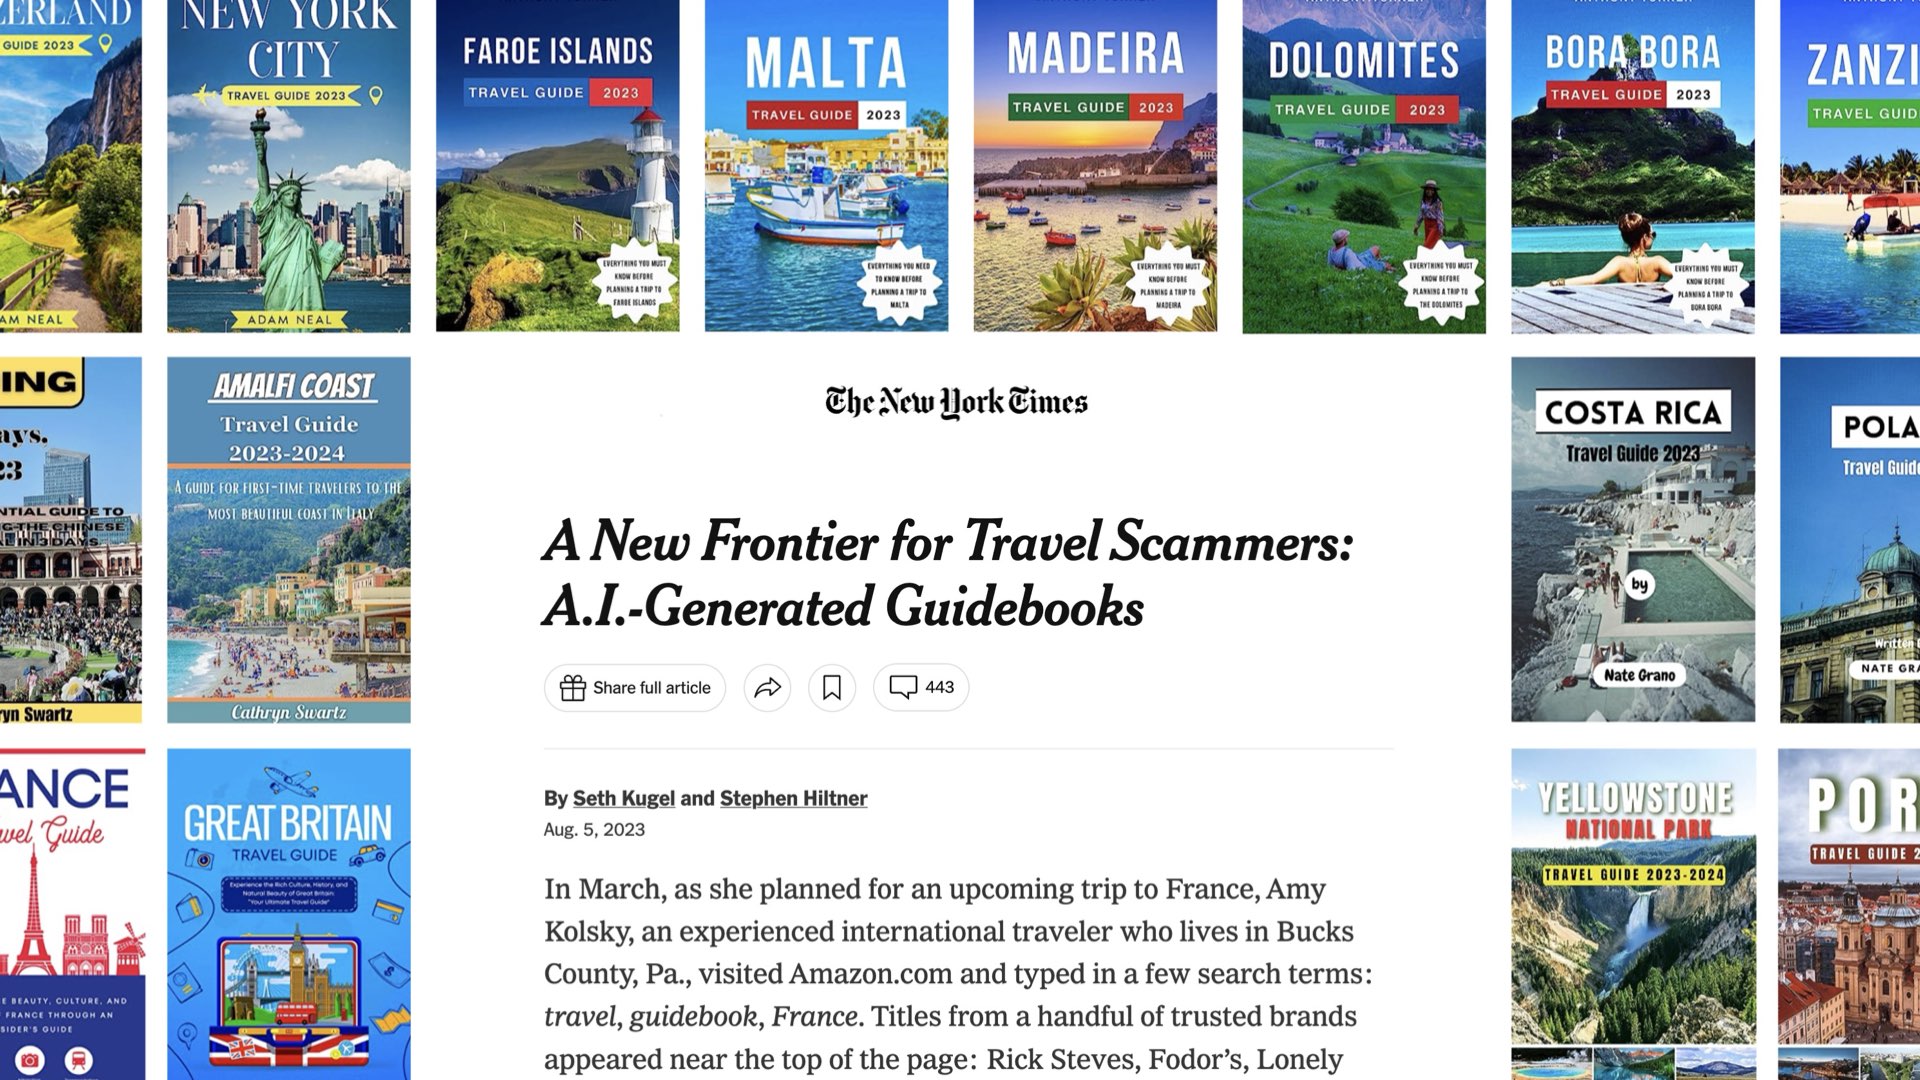 ZERLAND
GUIDE 2023
AM NEAL
NEW YORK
CITY
TRAVEL GUIDE 2023
ADAM NEAL
FAROE ISLANDS
TRAVEL GUIDE 2023
EVERYTHING YOU MUST
KNOW BEFORE
PLANNING A TRIP TO
FAROE ISLANDS
MALTA
TRAVEL GUIDE 2023
EVERYTHING YOU NEED
TO KNOW BEFORE
PLANNING A TRIP TO
MALTA
MADEIRA
TRAVEL GUIDE 2023
EVERYTHING YOU MUST
KNOW BEFORE
PLANNING A TRIP TO
MADEIRA
DOLOMITES
TRAVEL GUIDE 2023
EVERYTHING YOU MUST
KNOW BEFORE
PLANNING A TRIP TO
THE DOLOMITES
BORA BORA
TRAVEL GUIDE 2023
EVERYTHING YOU MUST
KNOW BEFORE
PLANNING A TRIP TO
BORA BORA
ZANZI
TRAVEL GUID
ING
ays.
23
NTIAL GUIDE TO
G THE CHINESE
AL IN 3 DAYS
ryn Swartz
AMALFI COAST
Travel Guide
2023-2024
A GUIDE FOR FIRST-TIME TRAVELERS TO THE
MOST BEAUTIFUL COAST IN ITALY
Cathryn Swartz
The New York Times
A New Frontier for Travel Scammers:
A.I.-Generated Guidebooks
Share full article
443
By Seth Kugel and Stephen Hiltner
Aug. 5, 2023
In March, as she planned for an upcoming trip to France, Amy
Kolsky, an experienced international traveler who lives in Bucks
County, Pa., visited Amazon.com and typed in a few search terms:
travel, guidebook, France. Titles from a handful of trusted brands
appeared near the top of the page: Rick Steves, Fodor's, Lonely
COSTA RICA
Travel Guide 2023
by
Nate Grano
POLA
Travel Guide
Written
NATE GRA
ANCE
avel Guide
E BEAUTY, CULTURE, AND
F FRANCE THROUGH AN
SIDER'S GUIDE
GREAT BRITAIN
TRAVEL GUIDE
Experience the Rich Culture, History, and
Natural Beauty of Great Britain:
"Your Ultimate Travel Guide"
YELLOWSTONE
NATIONAL PARK
TRAVEL GUIDE 2023-2024
POR
TRAVEL GUIDE 2